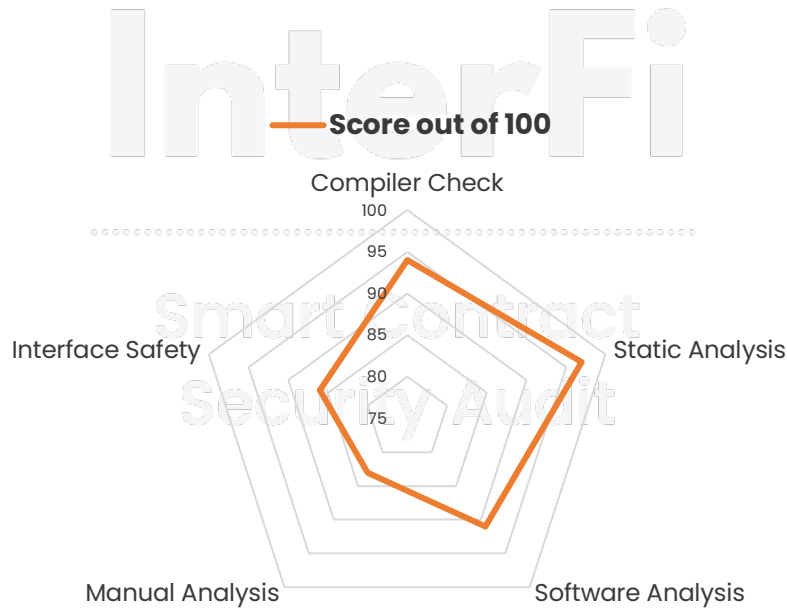 InterFi
Score out of 100
Compiler Check
100
95
90
Smart Contract
85
Interface Safety
Static Analysis
80
Security Audit
75
Manual Analysis
Software Analysis